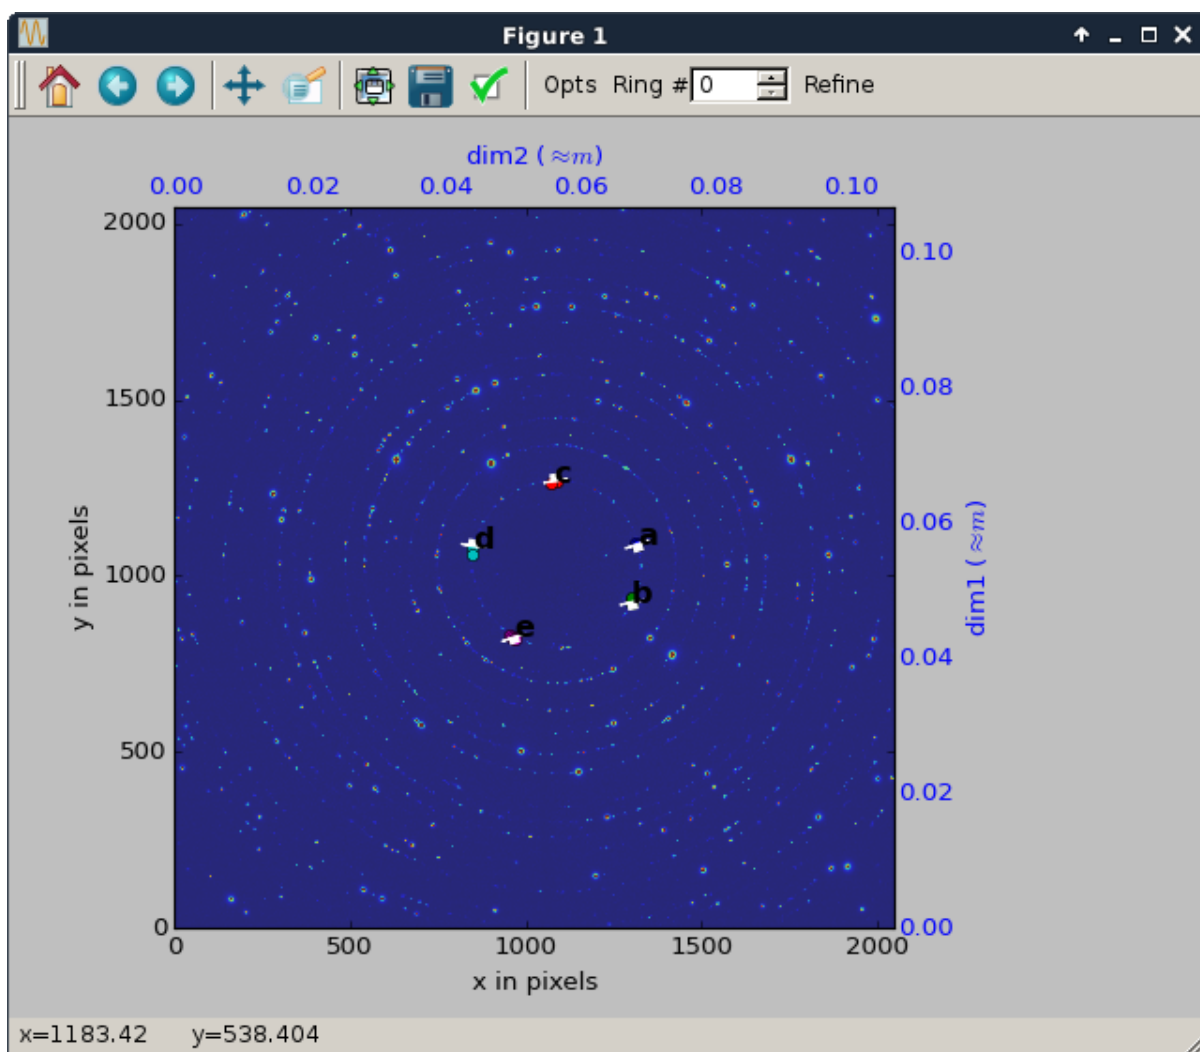 Figure 1
Opts Ring # 0 Refine
dim2 (≈m)
0.00 0.02 0.04 0.06 0.08 0.10
2000
1500
1000
500
0
y in pixels
c
d
a
b
e
0.10
0.08
0.06
0.04
0.02
0.00
dim1 (≈m)
0 500 1000 1500 2000
x in pixels
x=1183.42 y=538.404